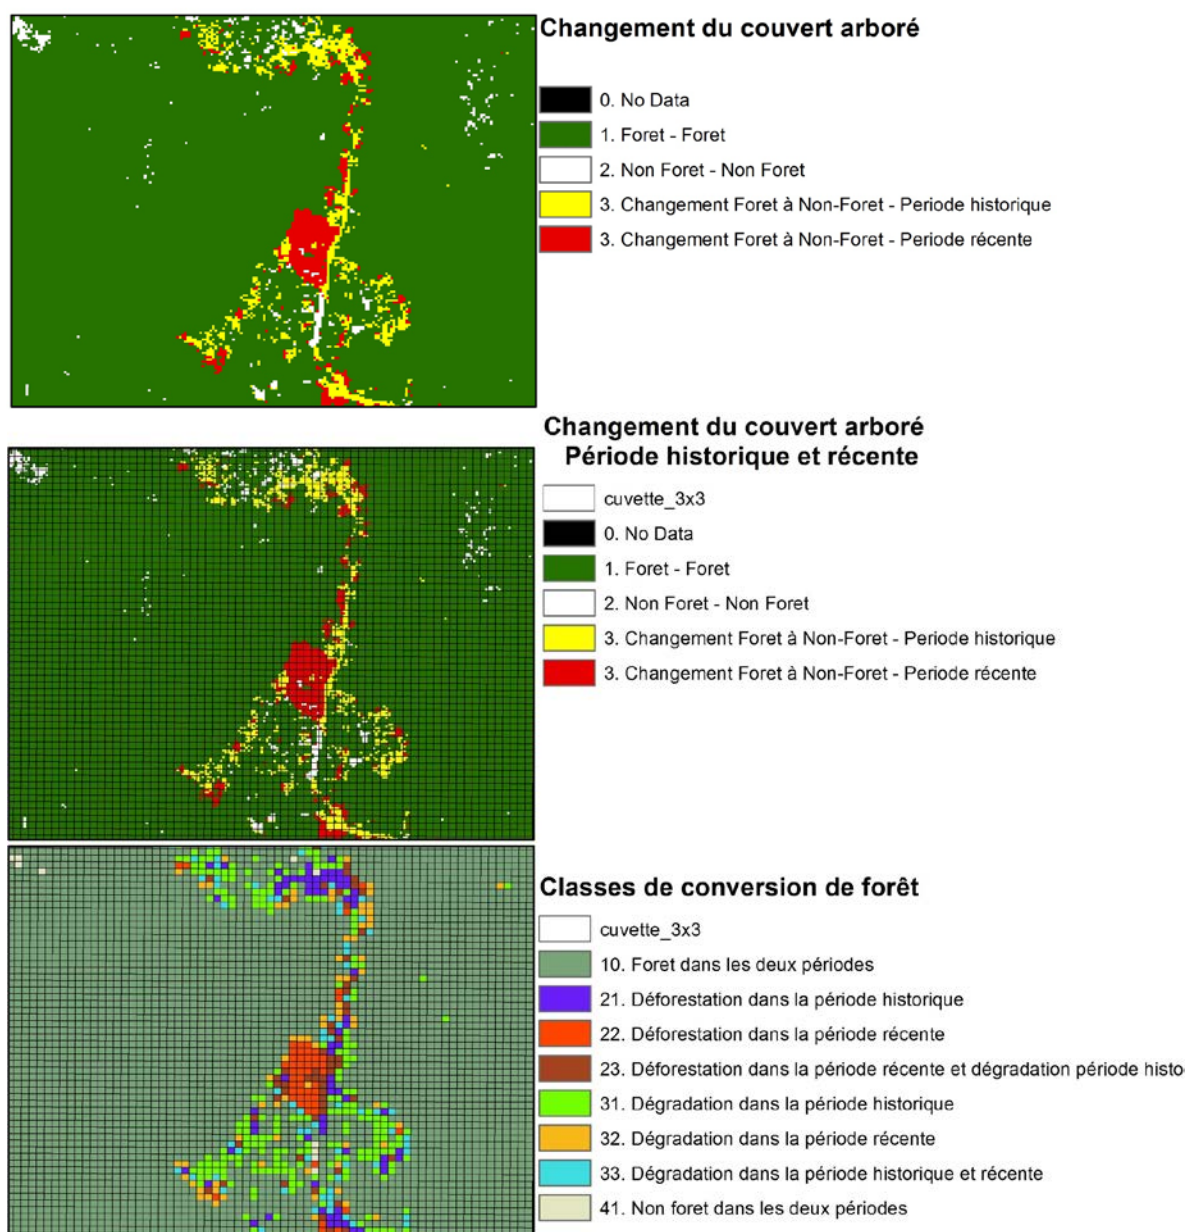 Changement du couvert arboré
0. No Data
1. Foret - Foret
2. Non Foret - Non Foret
3. Changement Foret à Non-Foret - Periode historique
3. Changement Foret à Non-Foret - Periode récente
Changement du couvert arboré
Période historique et récente
cuvette_3x3
0. No Data
1. Foret - Foret
2. Non Foret - Non Foret
3. Changement Foret à Non-Foret - Periode historique
3. Changement Foret à Non-Foret - Periode récente
Classes de conversion de forêt
cuvette_3x3
10. Foret dans les deux périodes
21. Déforestation dans la période historique
22. Déforestation dans la période récente
23. Déforestation dans la période récente et dégradation période histo
31. Dégradation dans la période historique
32. Dégradation dans la période récente
33. Dégradation dans la période historique et récente
41. Non foret dans les deux périodes